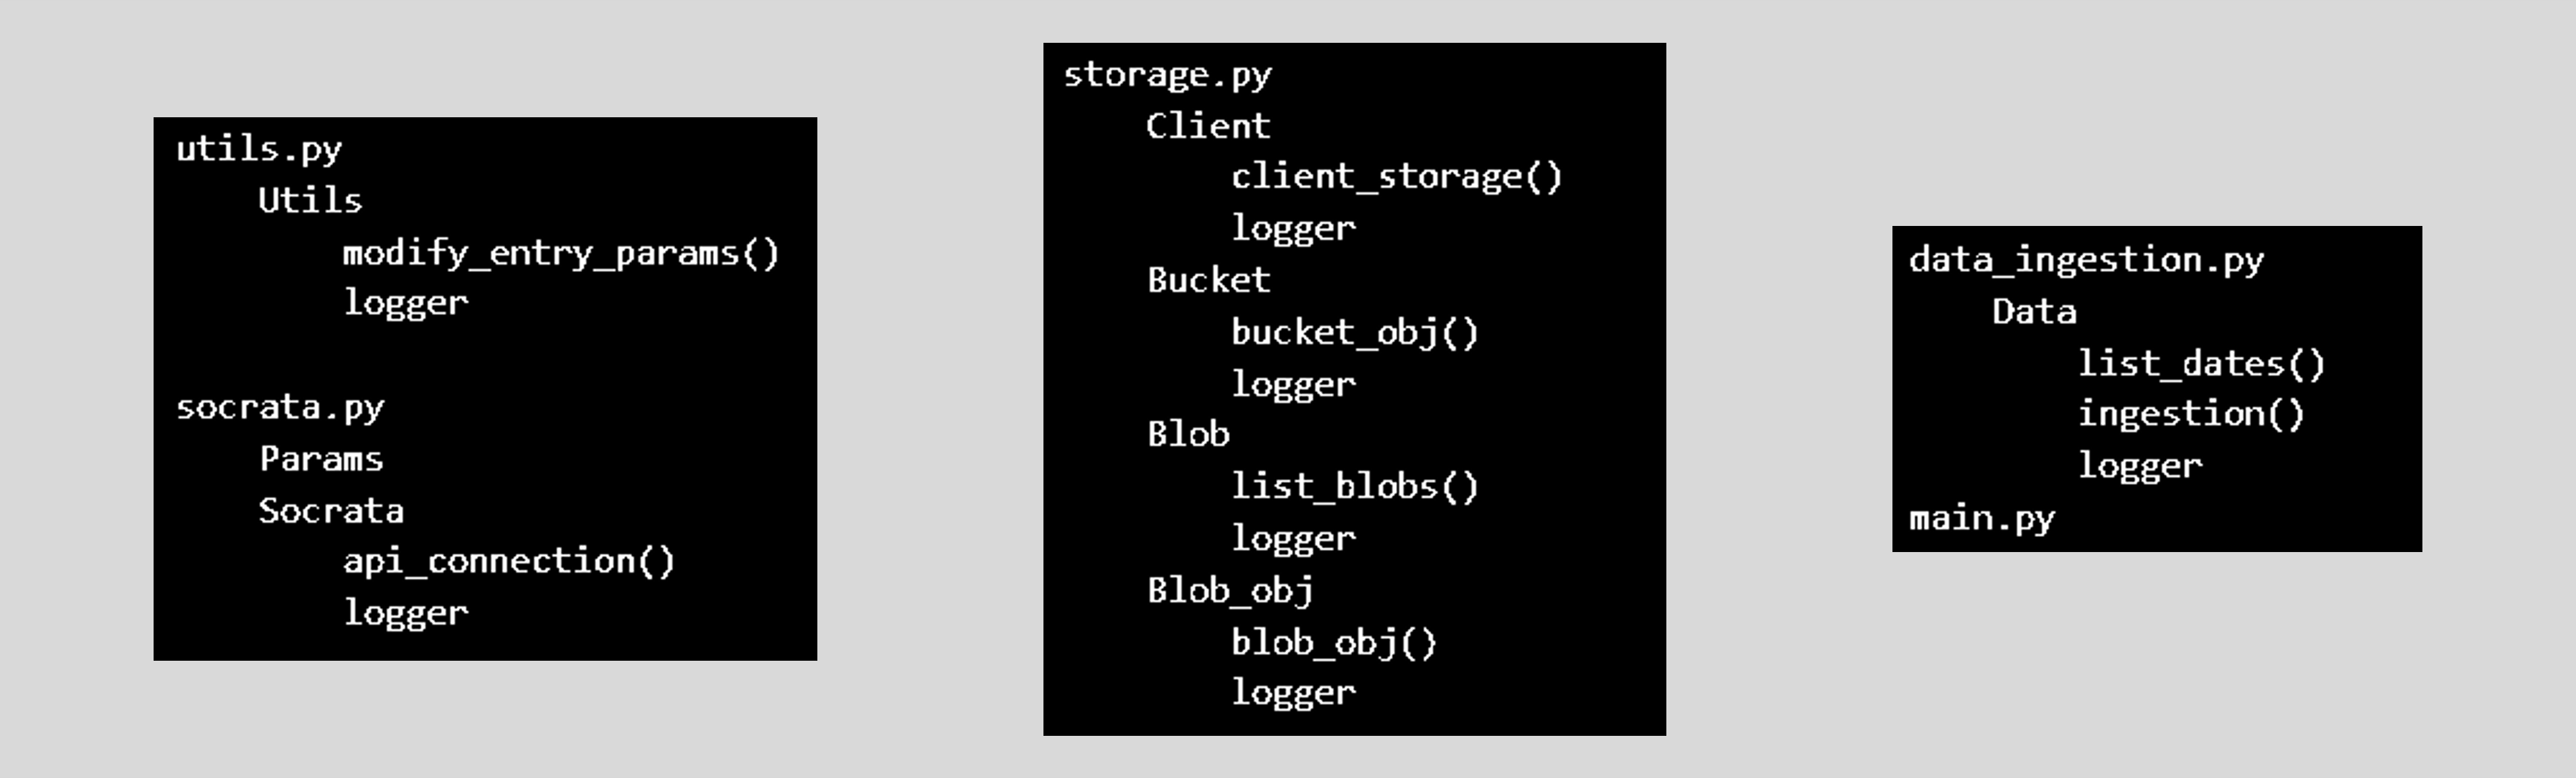 utils.py
Utils
modify_entry_params()
logger
socrata.py
Params
Socrata
api_connection()
logger
storage.py
Client
client_storage()
logger
Bucket
bucket_obj()
logger
Blob
list_blobs()
logger
Blob_obj
blob_obj()
logger
data_ingestion.py
Data
list_dates()
ingestion()
logger
main.py